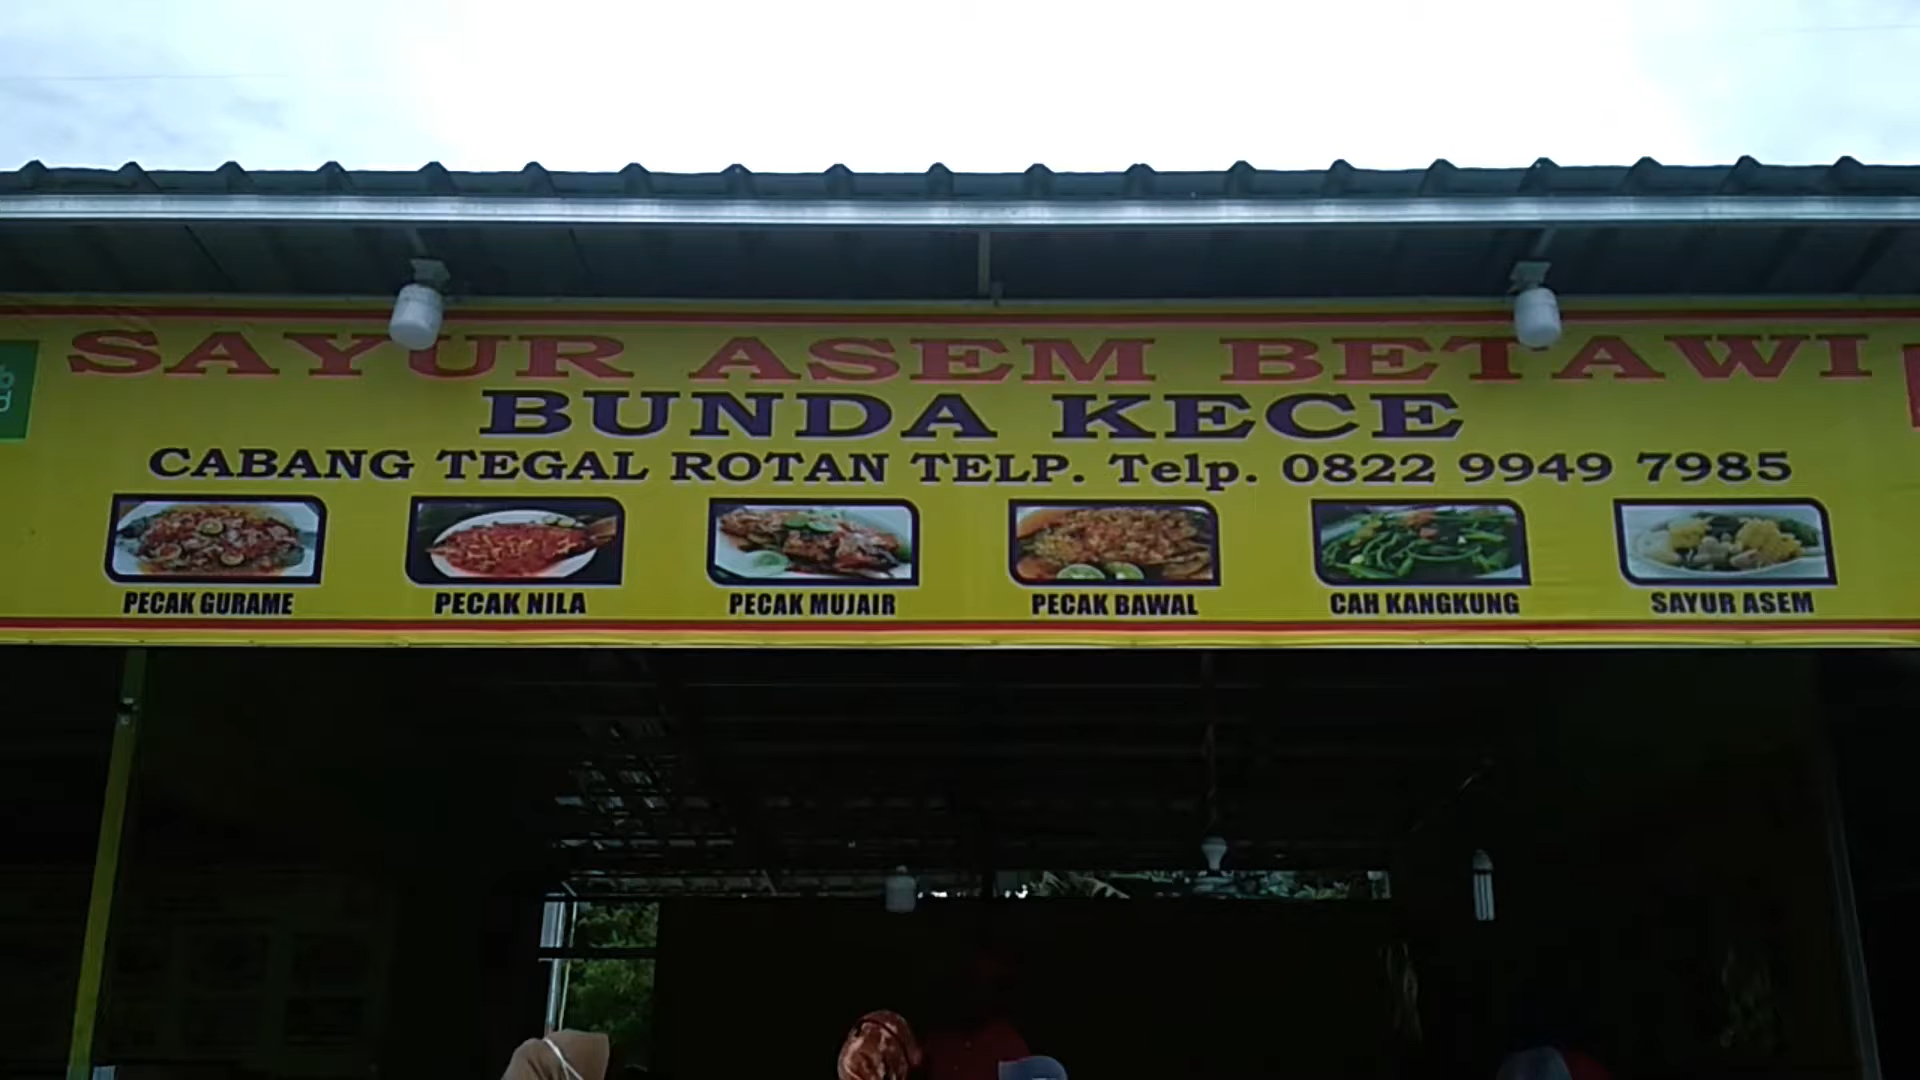 SAYUR ASEM BETAWI
BUNDA KECE
CABANG TEGAL ROTAN TELP. Telp. 0822 9949 7985
PECAK GURAME
PECAK NILA
PECAK MUJAIR
PECAK BAWAL
CAH KANGKUNG
SAYUR ASEM